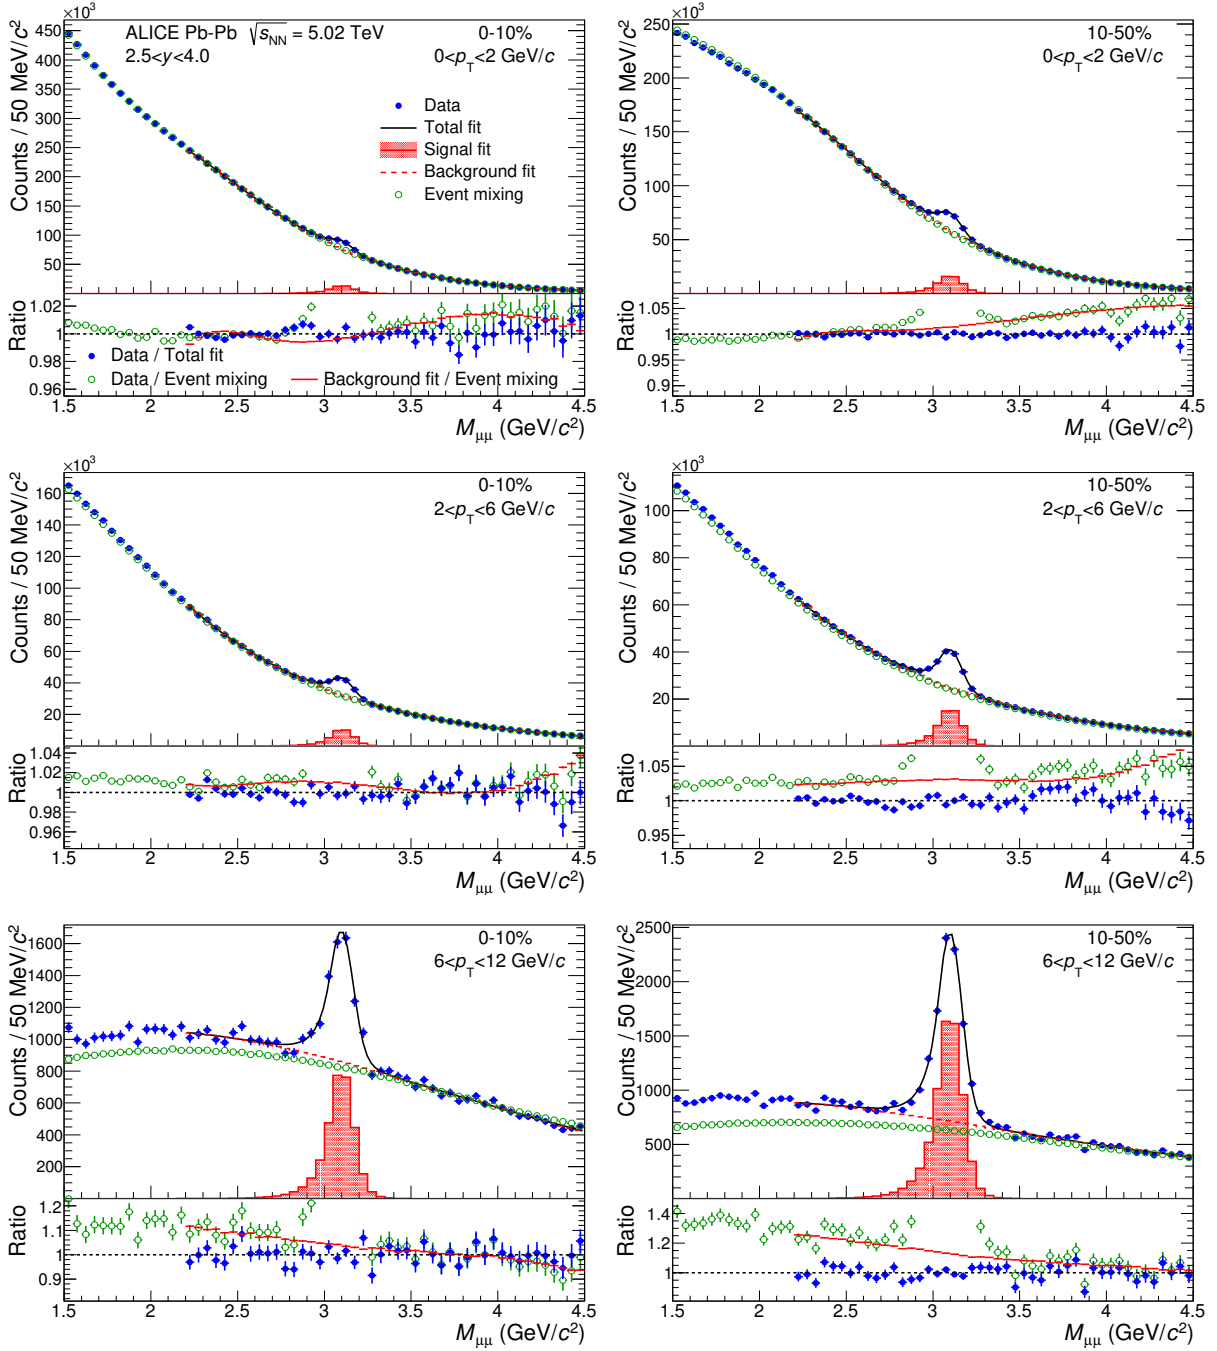 ×10³
ALICE Pb-Pb √sNN = 5.02 TeV
2.5<y<4.0
0-10%
0<pT<2 GeV/c
Data
Total fit
Signal fit
Background fit
Event mixing
Counts / 50 MeV/c²
450
400
350
300
250
200
150
100
50
Ratio
1.02
1
0.98
0.96
Data / Total fit
Data / Event mixing
Background fit / Event mixing
1.5 2 2.5 3 3.5 4 4.5
Mμμ (GeV/c²)
×10³
10-50%
0<pT<2 GeV/c
Counts / 50 MeV/c²
250
200
150
100
50
Ratio
1.05
1
0.95
0.9
1.5 2 2.5 3 3.5 4 4.5
Mμμ (GeV/c²)
×10³
0-10%
2<pT<6 GeV/c
Counts / 50 MeV/c²
160
140
120
100
80
60
40
20
Ratio
1.04
1.02
1
0.98
0.96
1.5 2 2.5 3 3.5 4 4.5
Mμμ (GeV/c²)
×10³
10-50%
2<pT<6 GeV/c
Counts / 50 MeV/c²
100
80
60
40
20
Ratio
1.05
1
0.95
1.5 2 2.5 3 3.5 4 4.5
Mμμ (GeV/c²)
0-10%
6<pT<12 GeV/c
Counts / 50 MeV/c²
1600
1400
1200
1000
800
600
400
200
Ratio
1.2
1.1
1
0.9
1.5 2 2.5 3 3.5 4 4.5
Mμμ (GeV/c²)
10-50%
6<pT<12 GeV/c
Counts / 50 MeV/c²
2500
2000
1500
1000
500
Ratio
1.4
1.2
1
1.5 2 2.5 3 3.5 4 4.5
Mμμ (GeV/c²)